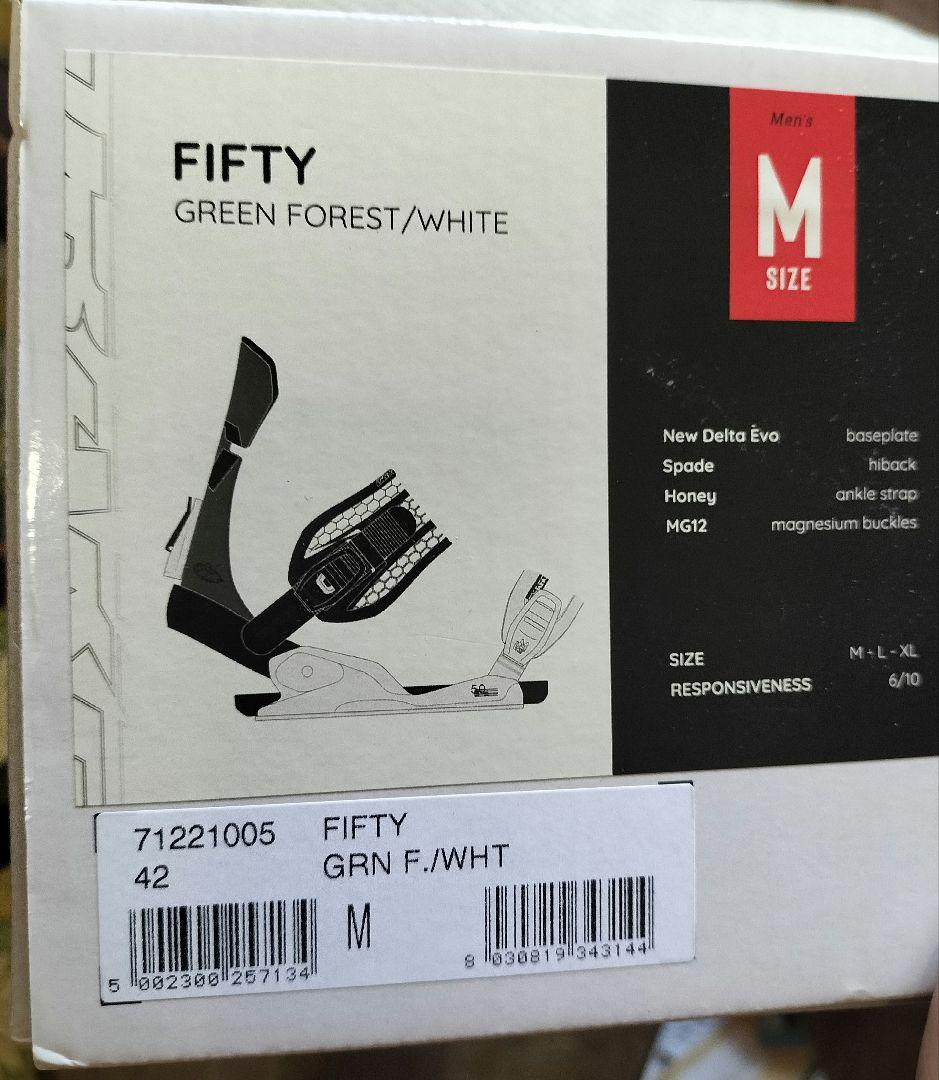 FIFTY
GREEN FOREST/WHITE
Men's
M
SIZE
New Delta Evo baseplate
Spade hiback
Honey ankle strap
MG12 magnesium buckles
SIZE M - L - XL
RESPONSIVENESS 6/10
71221005 FIFTY
42 GRN F./WHT
M
5 002300 257134
8 030819 343144